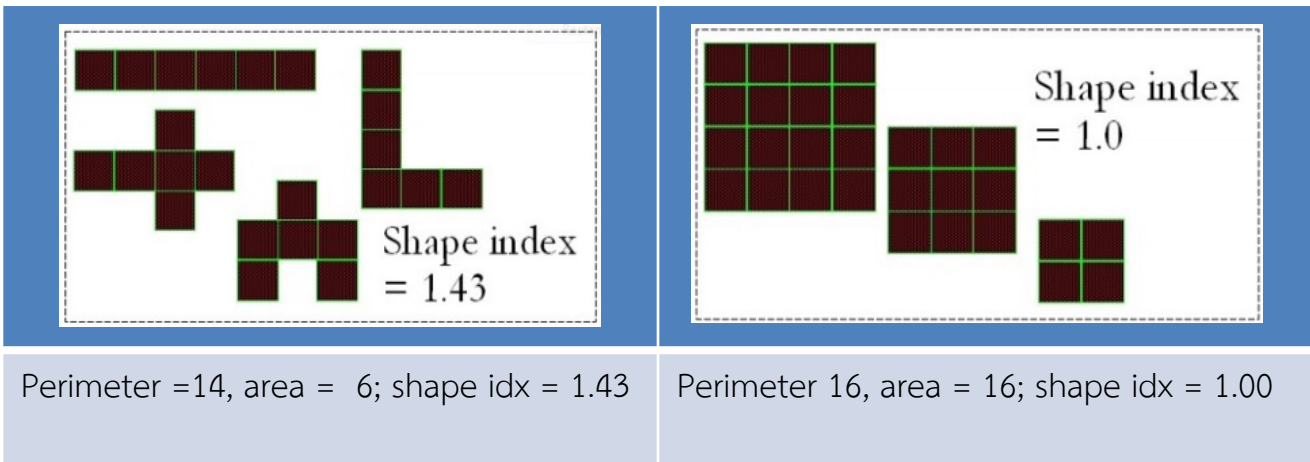 Shape index
= 1.43
Shape index
= 1.0
Perimeter =14, area = 6; shape idx = 1.43
Perimeter 16, area = 16; shape idx = 1.00